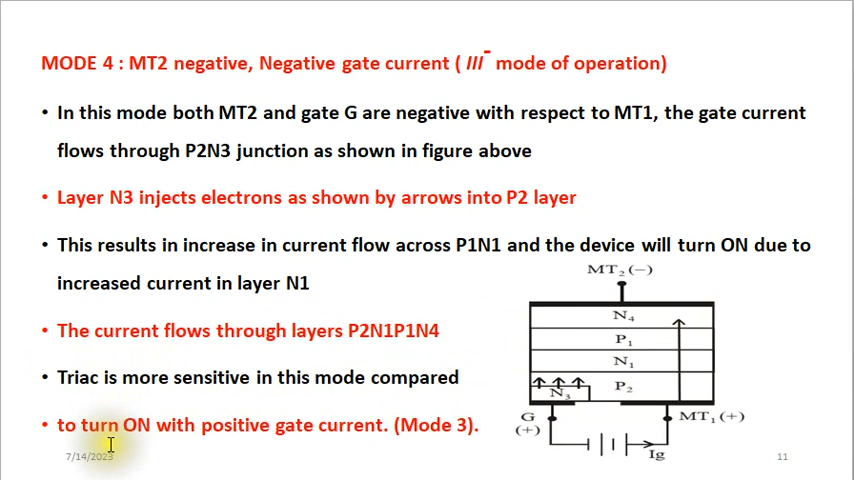 MODE 4 : MT2 negative, Negative gate current ( III- mode of operation)
• In this mode both MT2 and gate G are negative with respect to MT1, the gate current
flows through P2N3 junction as shown in figure above
• Layer N3 injects electrons as shown by arrows into P2 layer
• This results in increase in current flow across P1N1 and the device will turn ON due to
increased current in layer N1
• The current flows through layers P2N1P1N4
• Triac is more sensitive in this mode compared
• to turn ON with positive gate current. (Mode 3).
MT₂(−)
N₄
P₁
N₁
P₂
N₃
G
(+)
MT₁(+)
Ig
7/14/2023
11